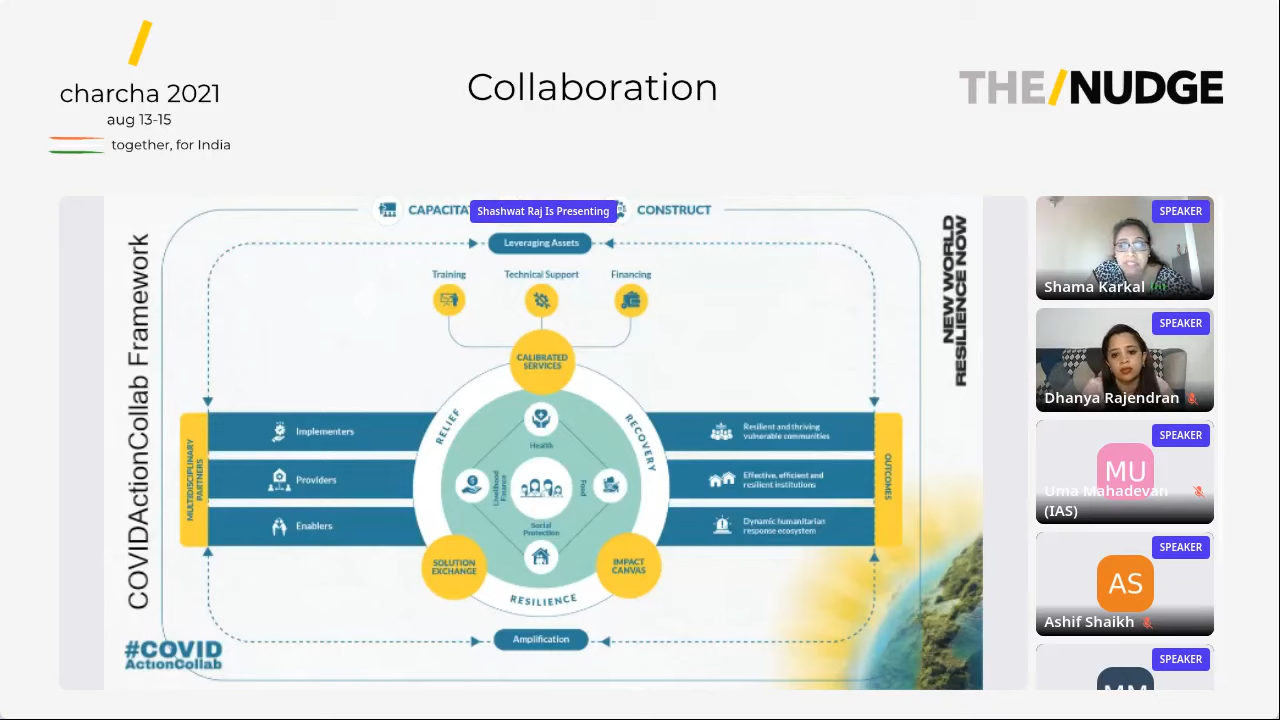 charcha 2021
aug 13-15
together, for India
Collaboration
THE/NUDGE
COVIDActionCollab Framework
Shashwat Raj Is Presenting
CONSTRUCT
Leveraging Assets
Training
Technical Support
Financing
CALIBRATED
SERVICES
RELIEF
RECOVERY
RESILIENCE
MULTIDISCIPLINARY
PARTNERS
Implementers
Providers
Enablers
Health
Livelihood
Finance
Food
Social
Protection
Resilient and thriving
vulnerable communities
Effective, efficient and
resilient institutions
Dynamic humanitarian
response ecosystem
OUTCOMES
SOLUTION
EXCHANGE
IMPACT
CANVAS
Amplification
#COVID
ActionCollab
NEW WORLD
RESILIENCE NOW
SPEAKER
Shama Karkal
SPEAKER
Dhanya Rajendran
SPEAKER
MU
Uma Mahadevan
(IAS)
SPEAKER
AS
Ashif Shaikh
SPEAKER